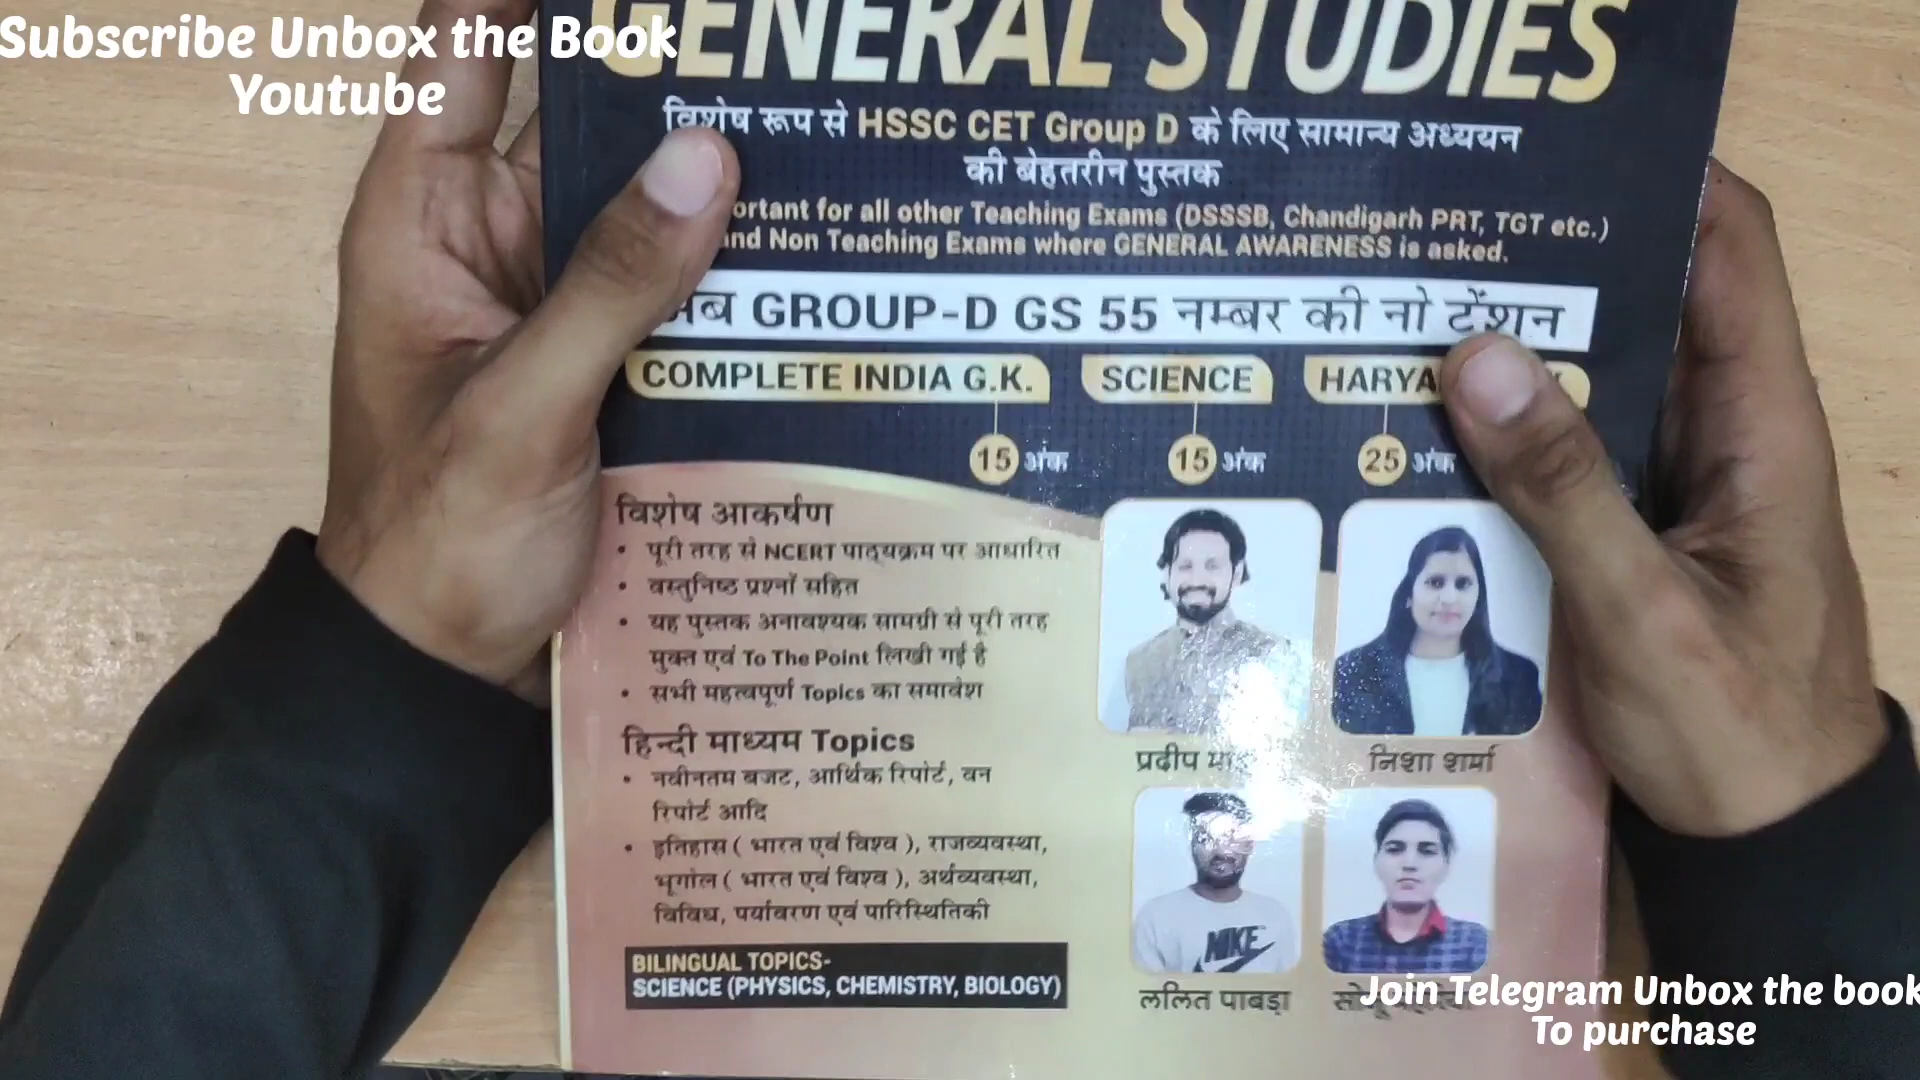 Subscribe Unbox the Book
Youtube
GENERAL STUDIES
विशेष रूप से HSSC CET Group D के लिए सामान्य अध्ययन
की बेहतरीन पुस्तक
for all other Teaching Exams (DSSSB, Chandigarh PRT, TGT etc.)
and Non Teaching Exams where GENERAL AWARENESS is asked.
अब GROUP-D GS 55 नम्बर की नो टेंशन
COMPLETE INDIA G.K.
SCIENCE
15 अंक
15 अंक
25 अंक
विशेष आकर्षण
• पूरी तरह से NCERT पाठ्यक्रम पर आधारित
• वस्तुनिष्ठ प्रश्नों सहित
• यह पुस्तक अनावश्यक सामग्री से पूरी तरह
मुक्त एवं To The Point लिखी गई है
• सभी महत्वपूर्ण Topics का समावेश
हिन्दी माध्यम Topics
• नवीनतम बजट, आर्थिक रिपोर्ट, वन
रिपोर्ट आदि
• इतिहास ( भारत एवं विश्व ), राजव्यवस्था,
भूगोल ( भारत एवं विश्व ), अर्थव्यवस्था,
विविध, पर्यावरण एवं पारिस्थितिकी
BILINGUAL TOPICS-
SCIENCE (PHYSICS, CHEMISTRY, BIOLOGY)
प्रदीप
निशा शर्मा
NIKE
ललित पाबड़ा
Join Telegram Unbox the book
To purchase